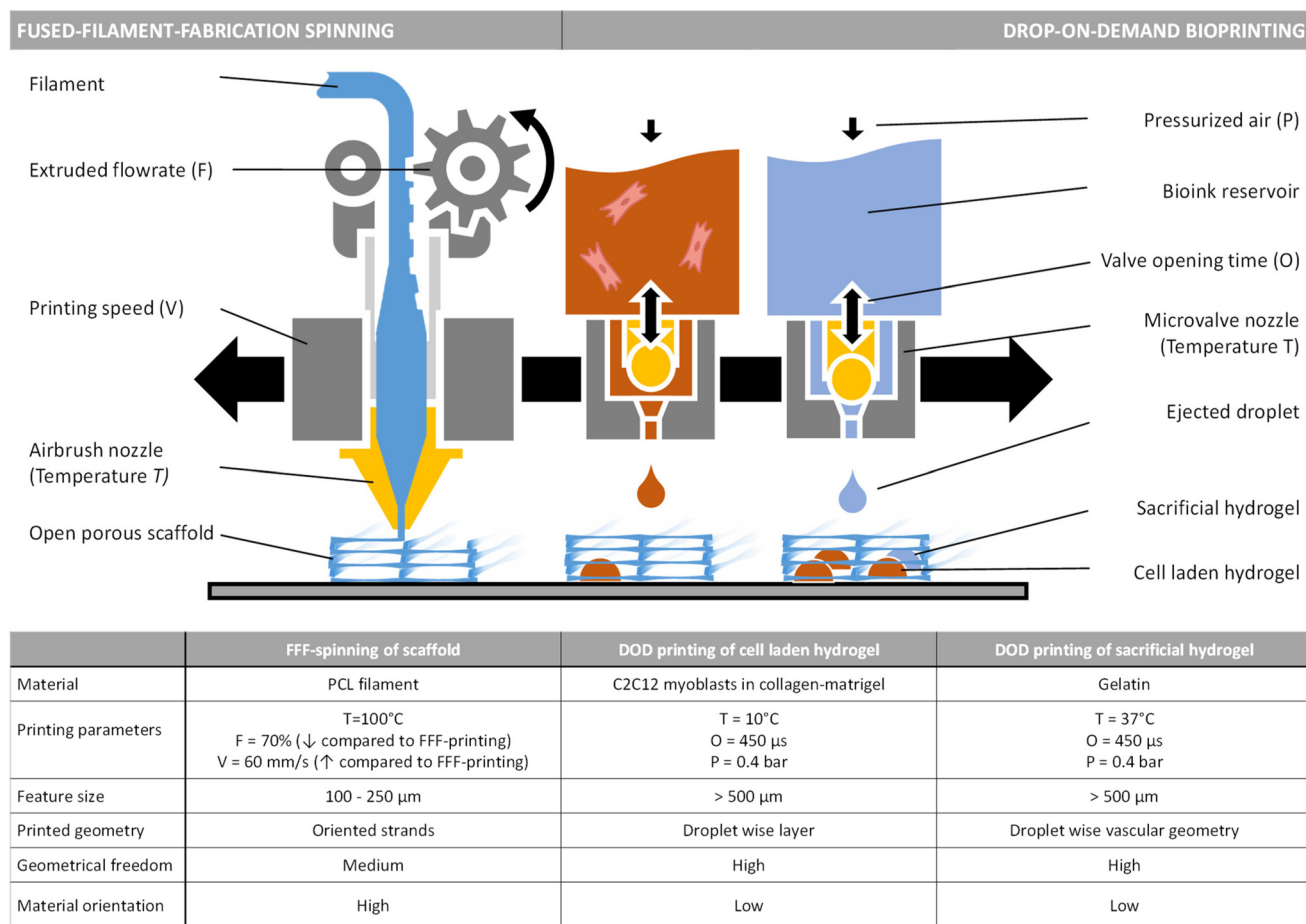 FUSED-FILAMENT-FABRICATION SPINNING
DROP-ON-DEMAND BIOPRINTING
Filament
Extruded flowrate (F)
Printing speed (V)
Airbrush nozzle
(Temperature T)
Open porous scaffold
Pressurized air (P)
Bioink reservoir
Valve opening time (O)
Microvalve nozzle
(Temperature T)
Ejected droplet
Sacrificial hydrogel
Cell laden hydrogel
FFF-spinning of scaffold DOD printing of cell laden hydrogel DOD printing of sacrificial hydrogel
Material PCL filament C2C12 myoblasts in collagen-matrigel Gelatin
Printing parameters
T=100°C T = 10°C T = 37°C
F = 70% (↓ compared to FFF-printing) O = 450 µs O = 450 µs
V = 60 mm/s (↑ compared to FFF-printing) P = 0.4 bar P = 0.4 bar
Feature size 100 - 250 µm > 500 µm > 500 µm
Printed geometry Oriented strands Droplet wise layer Droplet wise vascular geometry
Geometrical freedom Medium High High
Material orientation High Low Low